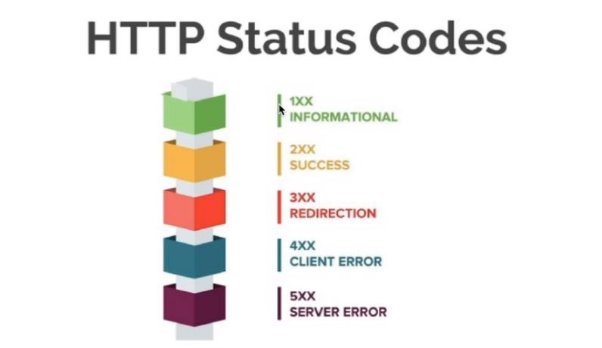 HTTP Status Codes
1XX
INFORMATIONAL
2XX
SUCCESS
3XX
REDIRECTION
4XX
CLIENT ERROR
5XX
SERVER ERROR